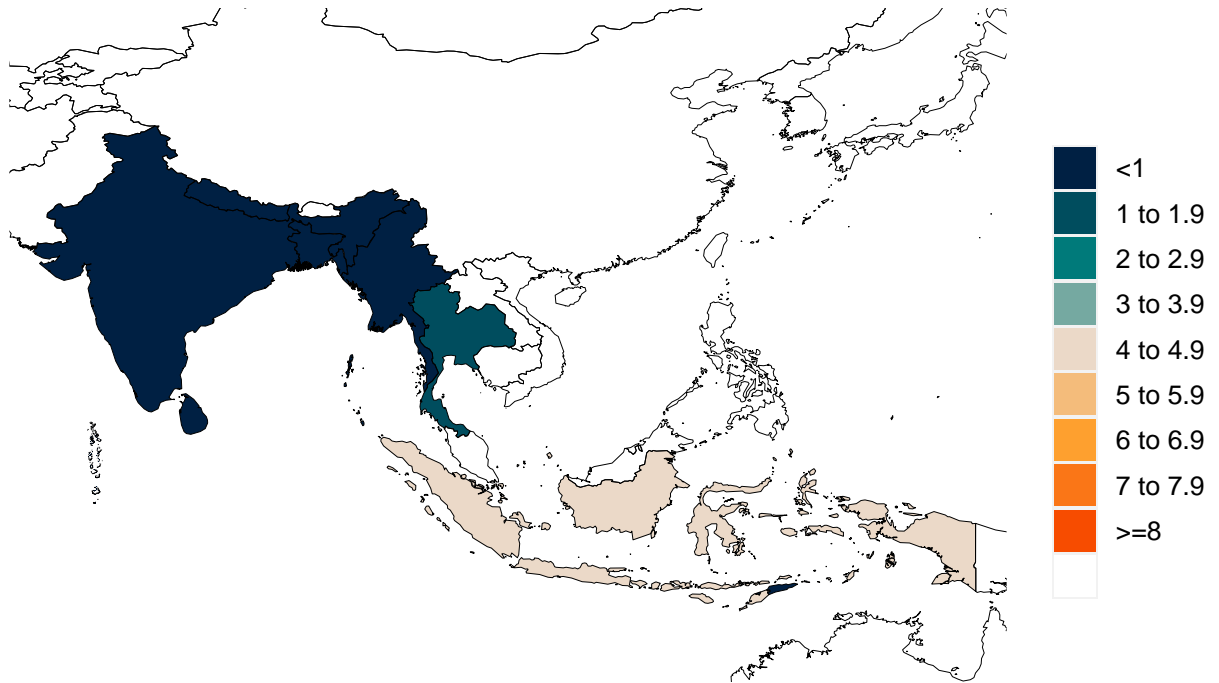 <1
1 to 1.9
2 to 2.9
3 to 3.9
4 to 4.9
5 to 5.9
6 to 6.9
7 to 7.9
>=8